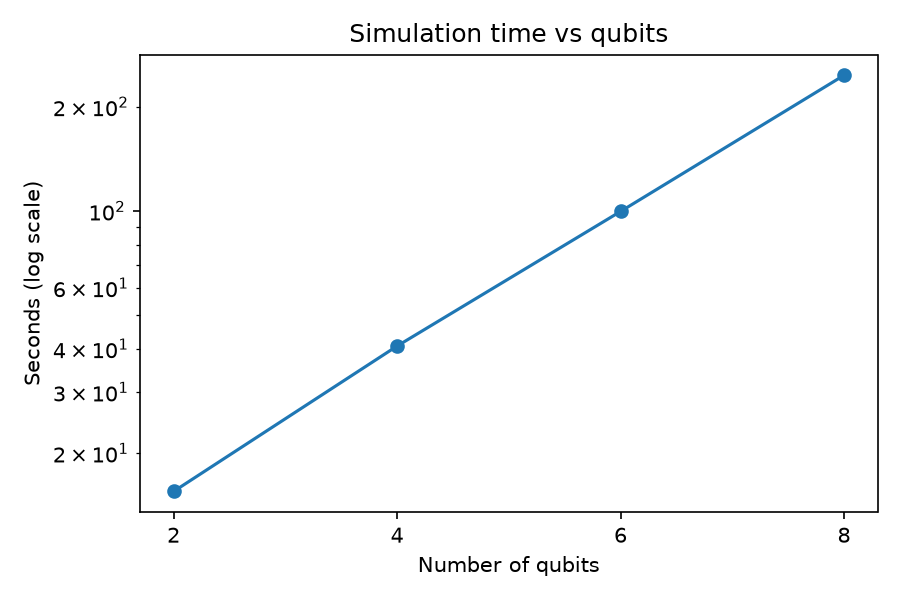 Simulation time vs qubits
Seconds (log scale)
2 × 10²
10²
6 × 10¹
4 × 10¹
3 × 10¹
2 × 10¹
2 4 6 8
Number of qubits